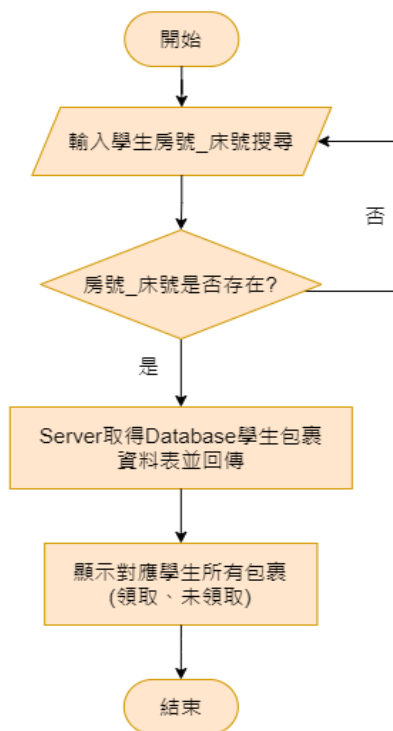 開始
輸入學生房號_床號搜尋
否
房號_床號是否存在?
是
Server取得Database學生包裹
資料表並回傳
顯示對應學生所有包裹
(領取、未領取)
結束